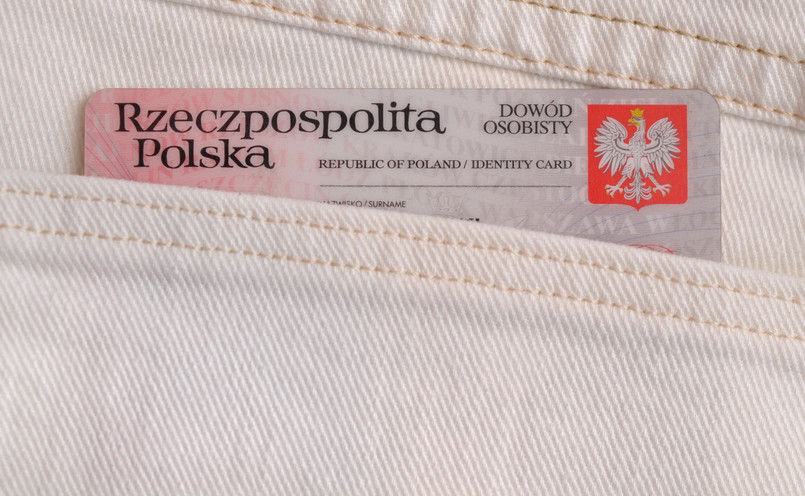 Rzeczpospolita
Polska
DOWÓD
OSOBISTY
REPUBLIC OF POLAND / IDENTITY CARD
/ SURNAME